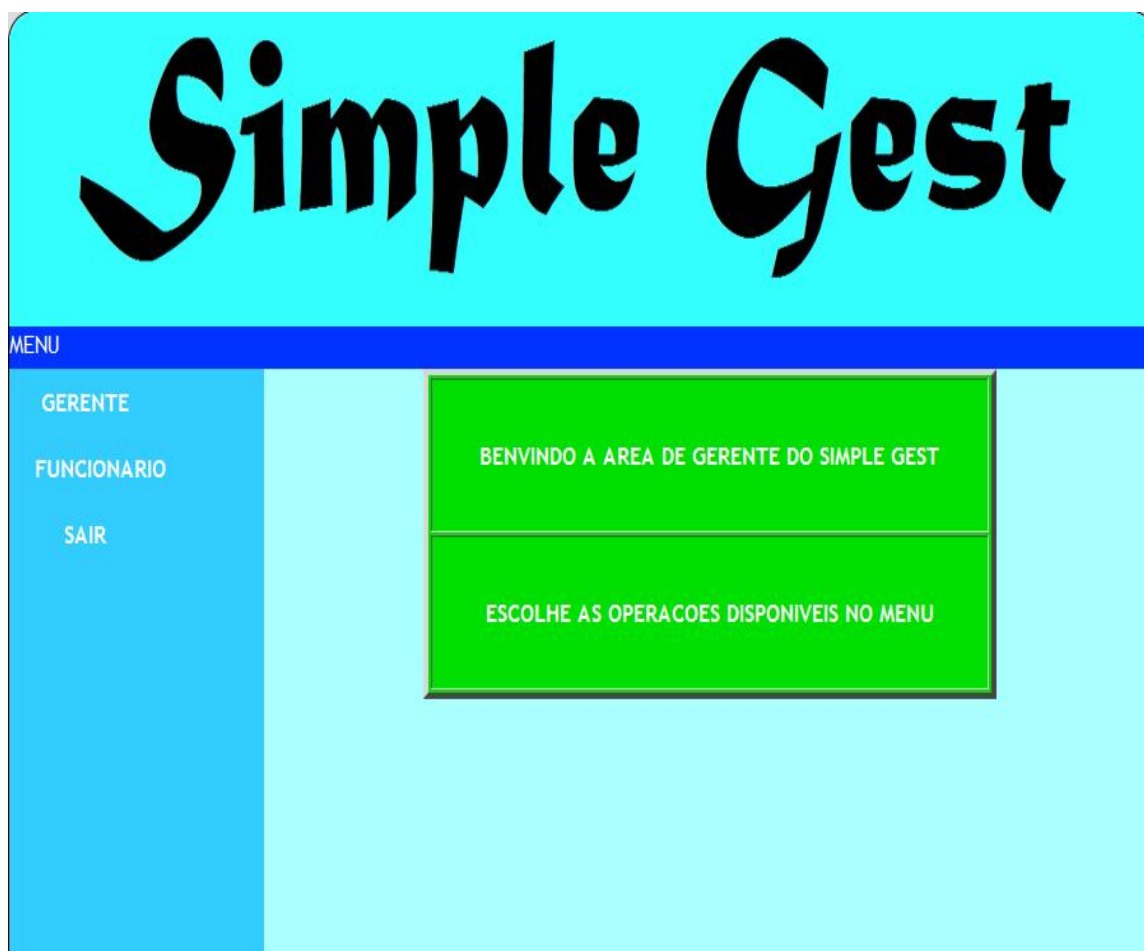 Simple Gest
MENU
GERENTE
FUNCIONARIO
SAIR
BENVINDO A AREA DE GERENTE DO SIMPLE GEST
ESCOLHE AS OPERACOES DISPONIVEIS NO MENU